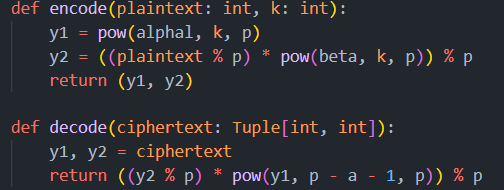 def encode(plaintext: int, k: int):
    y1 = pow(alphal, k, p)
    y2 = ((plaintext % p) * pow(beta, k, p)) % p
    return (y1, y2)

def decode(ciphertext: Tuple[int, int]):
    y1, y2 = ciphertext
    return ((y2 % p) * pow(y1, p - a - 1, p)) % p